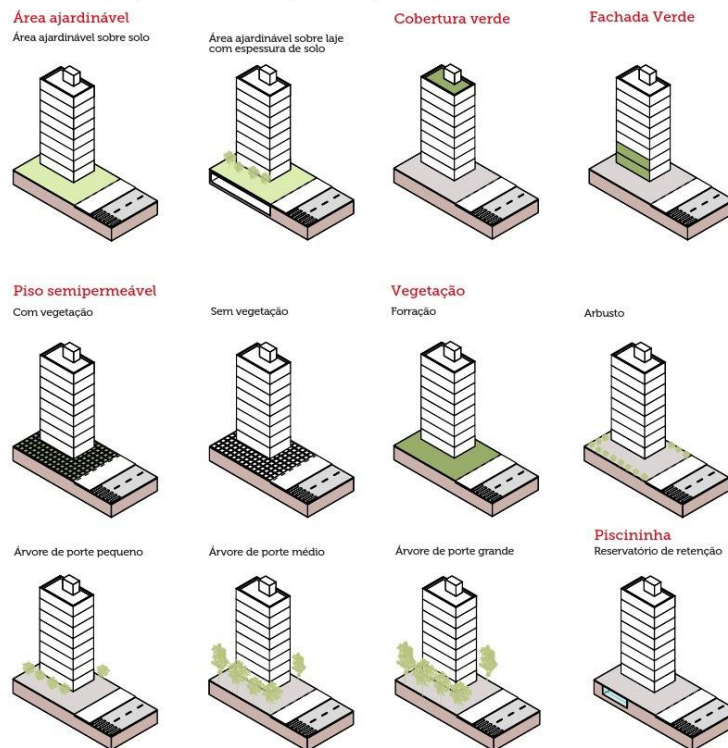 Área ajardinável
Área ajardinável sobre solo
Área ajardinável sobre laje
com espessura de solo
Cobertura verde
Fachada Verde
Piso semipermeável
Com vegetação
Sem vegetação
Vegetação
Forração
Arbusto
Árvore de porte pequeno
Árvore de porte médio
Árvore de porte grande
Piscininha
Reservatório de retenção